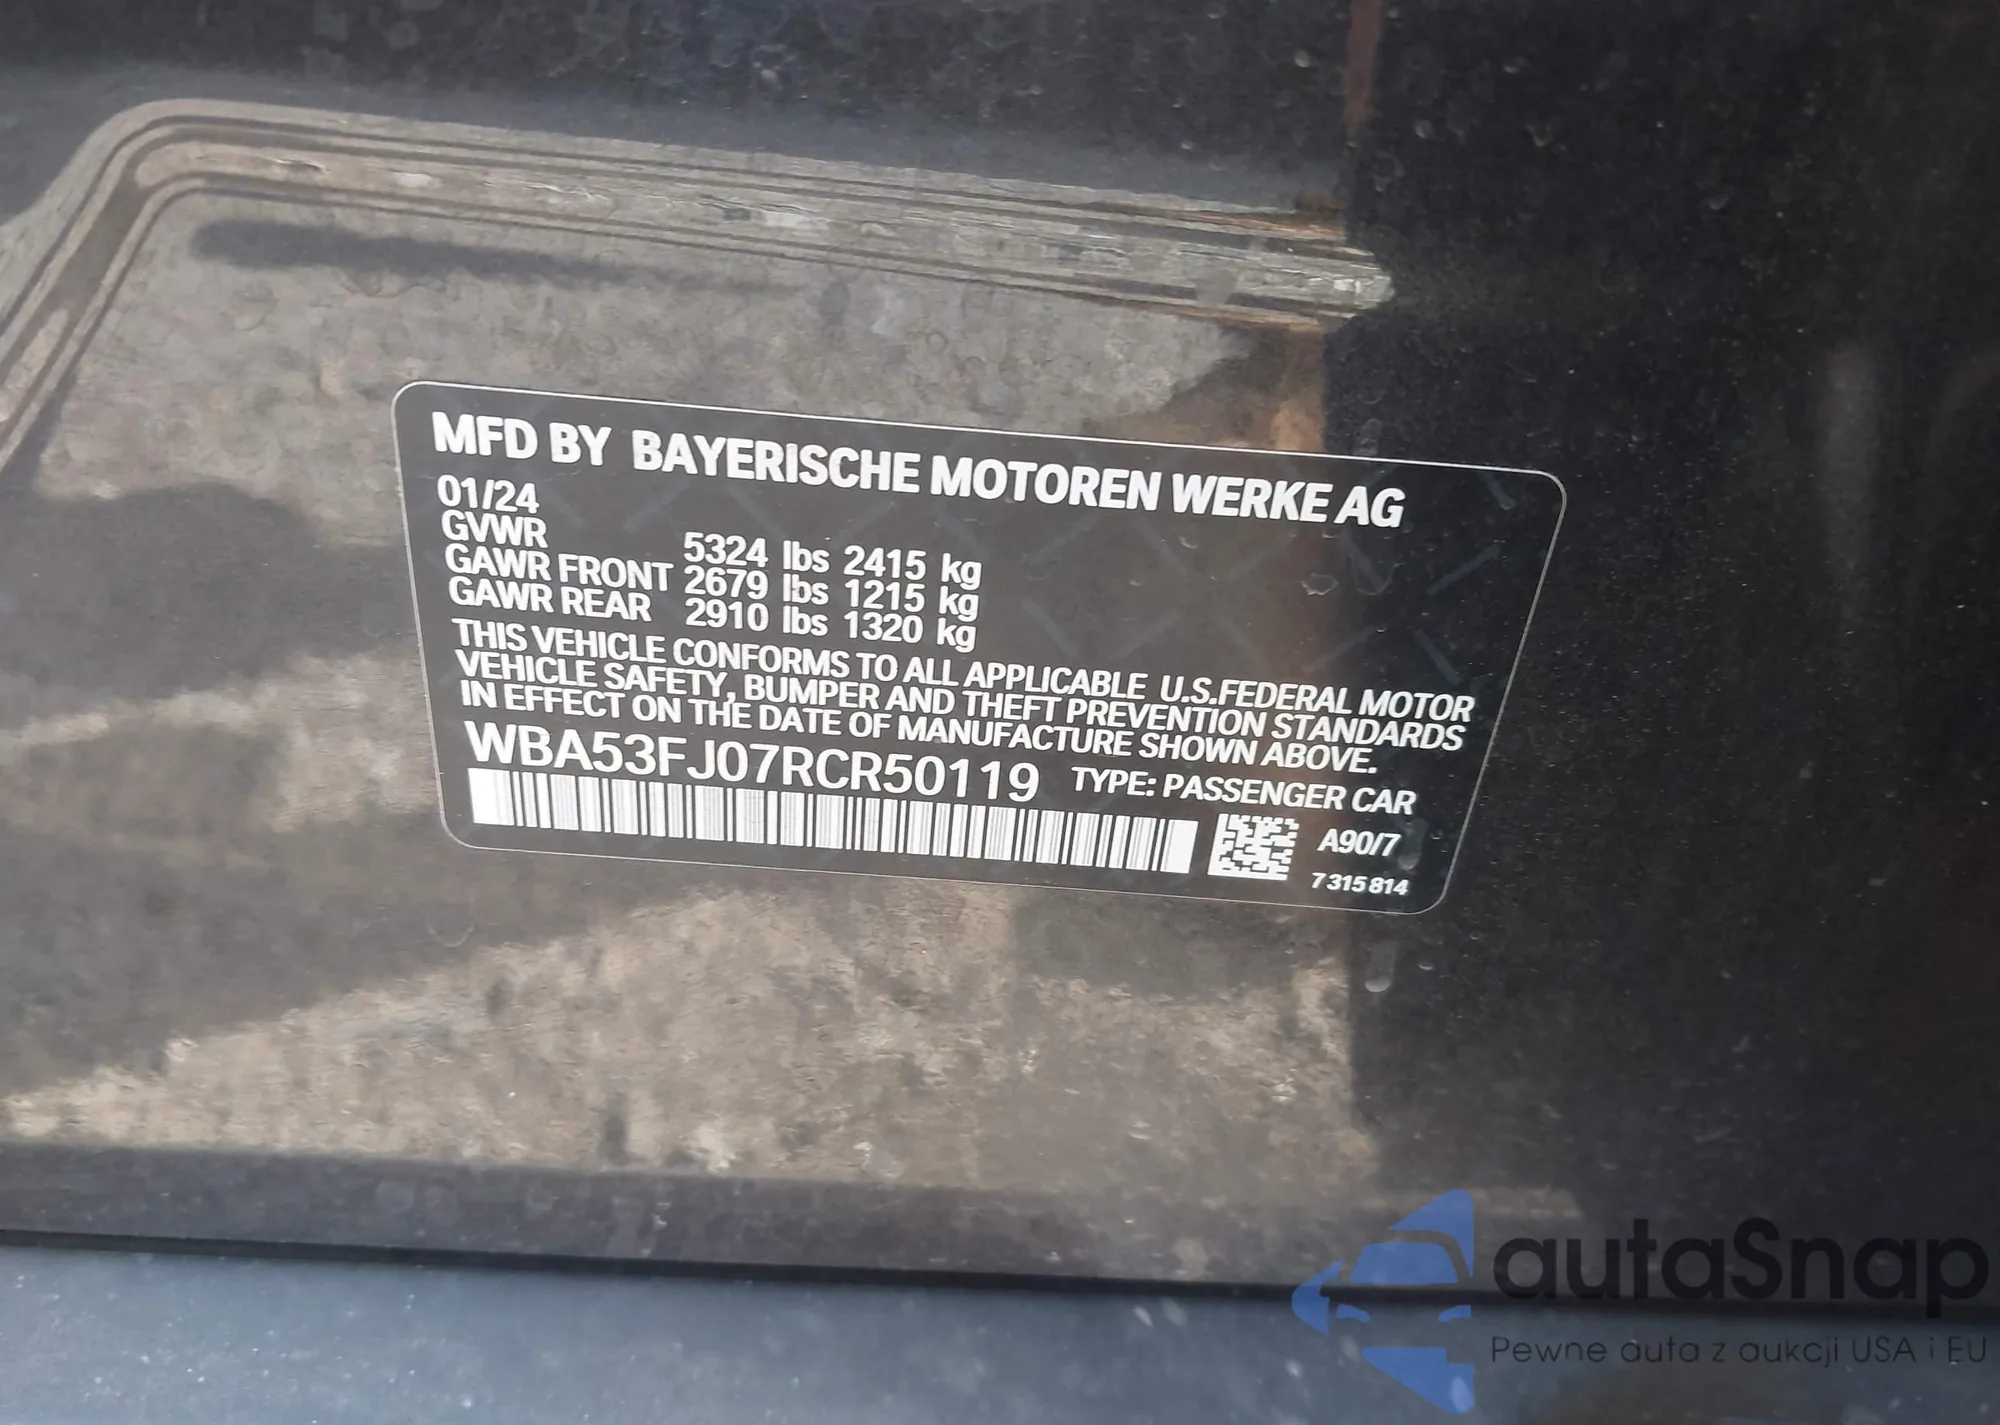 MFD BY BAYERISCHE MOTOREN WERKE AG
01/24
GVWR 5324 lbs 2415 kg
GAWR FRONT 2679 lbs 1215 kg
GAWR REAR 2910 lbs 1320 kg
THIS VEHICLE CONFORMS TO ALL APPLICABLE U.S.FEDERAL MOTOR
VEHICLE SAFETY, BUMPER AND THEFT PREVENTION STANDARDS
IN EFFECT ON THE DATE OF MANUFACTURE SHOWN ABOVE.
WBA53FJ07RCR50119 TYPE: PASSENGER CAR
A90/7
7315814
autaSnap
Pewne auta z aukcji USA i EU